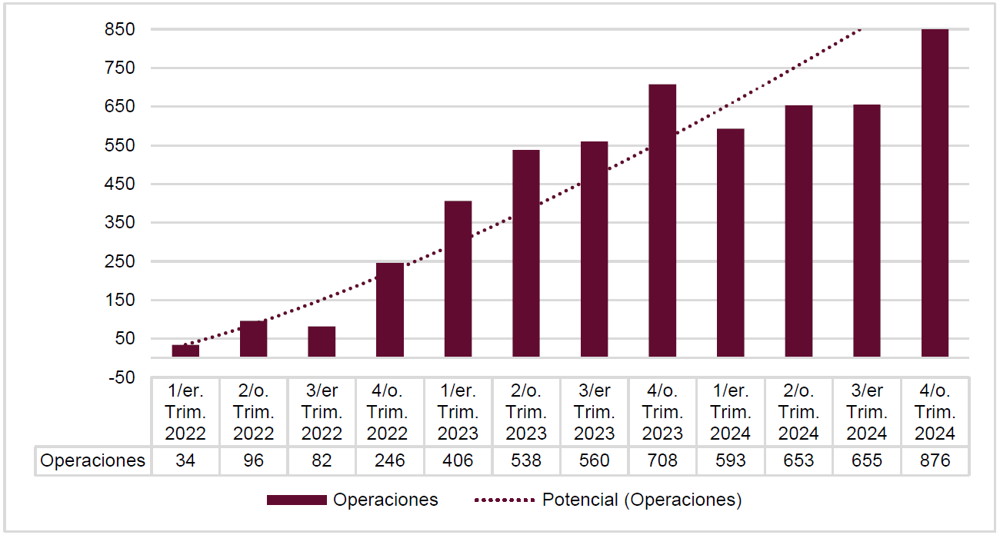 850
750
650
550
450
350
250
150
50
-50
1/er. 2/o. 3/er 4/o. 1/er. 2/o. 3/er 4/o. 1/er. 2/o. 3/er 4/o.
Trim. Trim. Trim. Trim. Trim. Trim. Trim. Trim. Trim. Trim. Trim. Trim.
2022 2022 2022 2022 2023 2023 2023 2023 2024 2024 2024 2024
Operaciones 34 96 82 246 406 538 560 708 593 653 655 876
Operaciones Potencial (Operaciones)